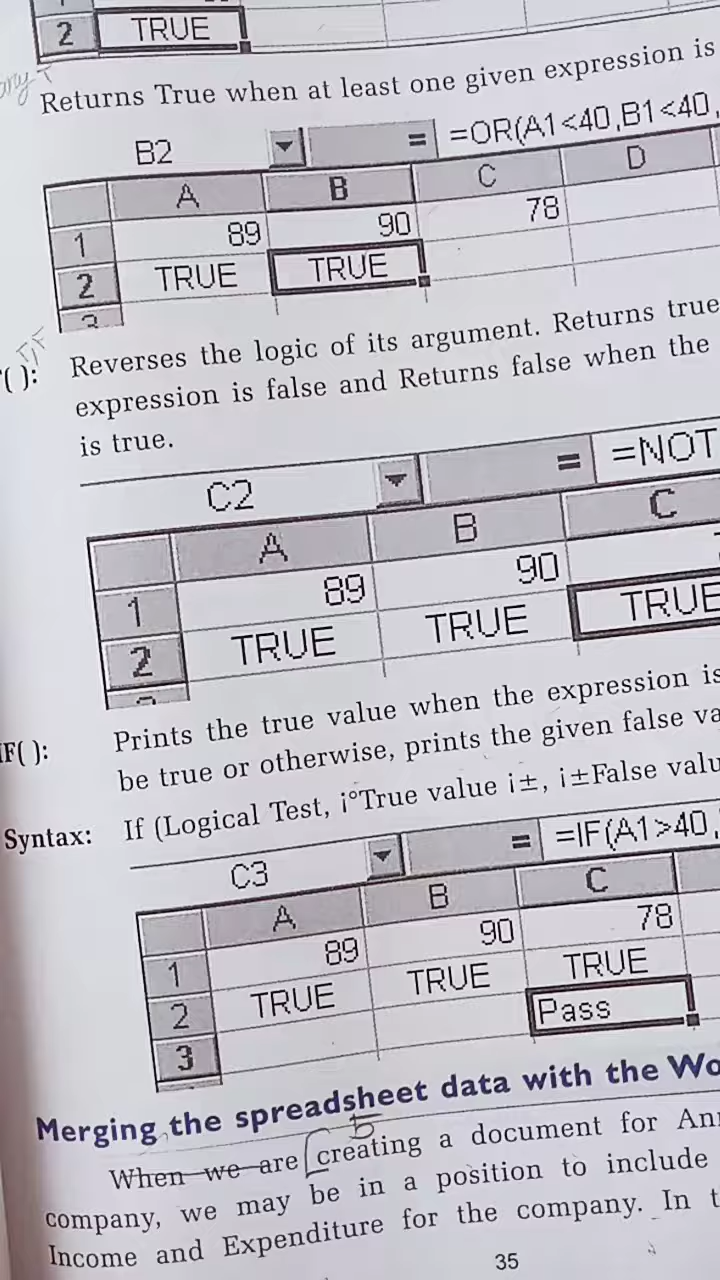 2 TRUE
Returns True when at least one given expression is
B2 = =OR(A1<40,B1<40,
A B C D
1 89 90 78
2 TRUE TRUE
3
( ): Reverses the logic of its argument. Returns true
expression is false and Returns false when the
is true.
C2 = =NOT
A B C
1 89 90
2 TRUE TRUE TRUE
IF( ): Prints the true value when the expression is
be true or otherwise, prints the given false va
Syntax: If (Logical Test, i°True value i±, i±False valu
C3 = =IF(A1>40,
A B C
1 89 90 78
2 TRUE TRUE TRUE
3 Pass
Merging the spreadsheet data with the Wo
When we are creating a document for Ann
company, we may be in a position to include
Income and Expenditure for the company. In t
35